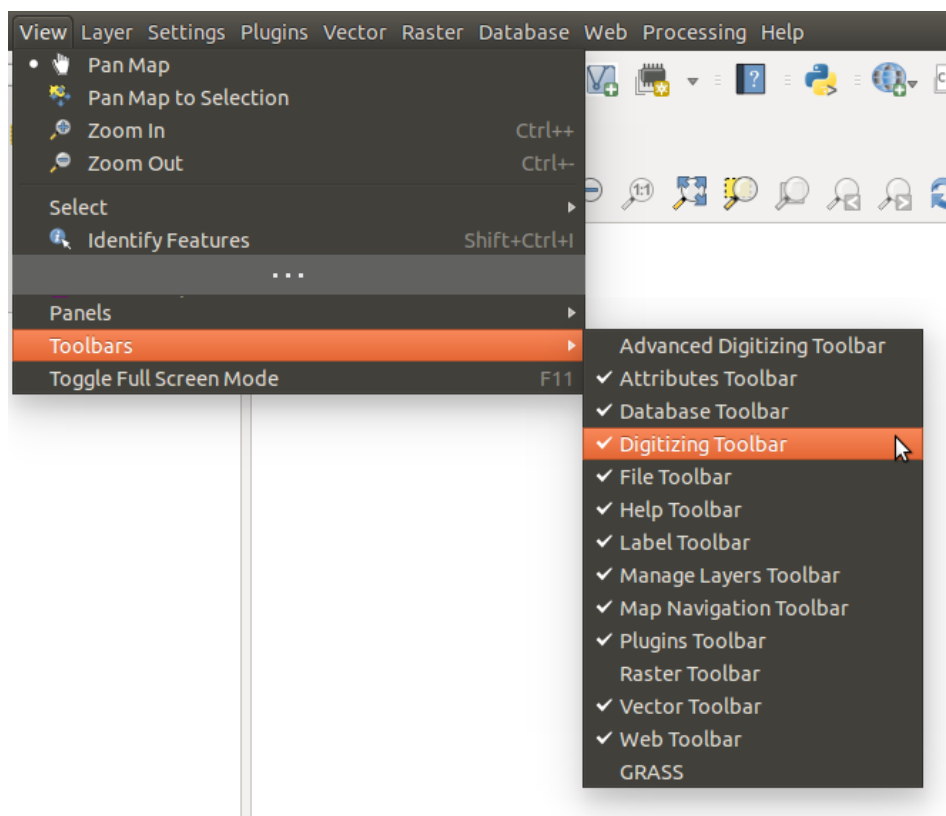 View Layer Settings Plugins Vector Raster Database Web Processing Help
Pan Map
Pan Map to Selection
Zoom In Ctrl++
Zoom Out Ctrl+-
1:1
Select
Identify Features Shift+Ctrl+I
...
Panels
Toolbars
Toggle Full Screen Mode F11
Advanced Digitizing Toolbar
Attributes Toolbar
Database Toolbar
Digitizing Toolbar
File Toolbar
Help Toolbar
Label Toolbar
Manage Layers Toolbar
Map Navigation Toolbar
Plugins Toolbar
Raster Toolbar
Vector Toolbar
Web Toolbar
GRASS